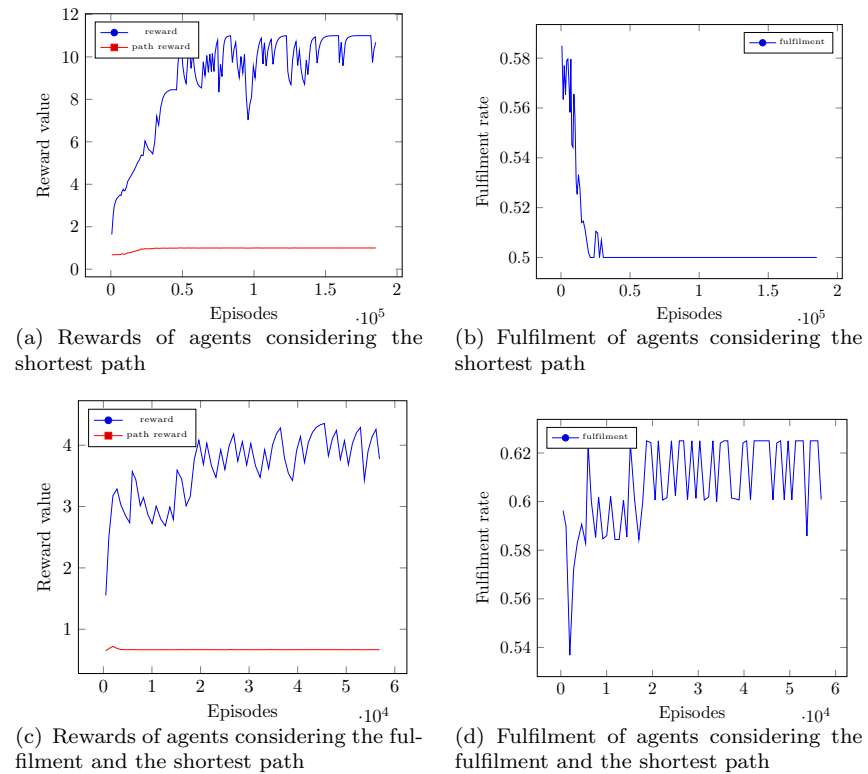 12
10
8
6
4
2
0
Reward value
reward
path reward
0
0.5
1
1.5
2
Episodes
·10^5
(a) Rewards of agents considering the
shortest path
0.58
0.56
0.54
0.52
0.5
Fulfilment rate
fulfilment
0
0.5
1
1.5
2
Episodes
·10^5
(b) Fulfilment of agents considering the
shortest path
4
3
2
1
Reward value
reward
path reward
0
1
2
3
4
5
6
Episodes
·10^4
(c) Rewards of agents considering the ful-
filment and the shortest path
0.62
0.6
0.58
0.56
0.54
Fulfilment rate
fulfilment
0
1
2
3
4
5
6
Episodes
·10^4
(d) Fulfilment of agents considering the
fulfilment and the shortest path